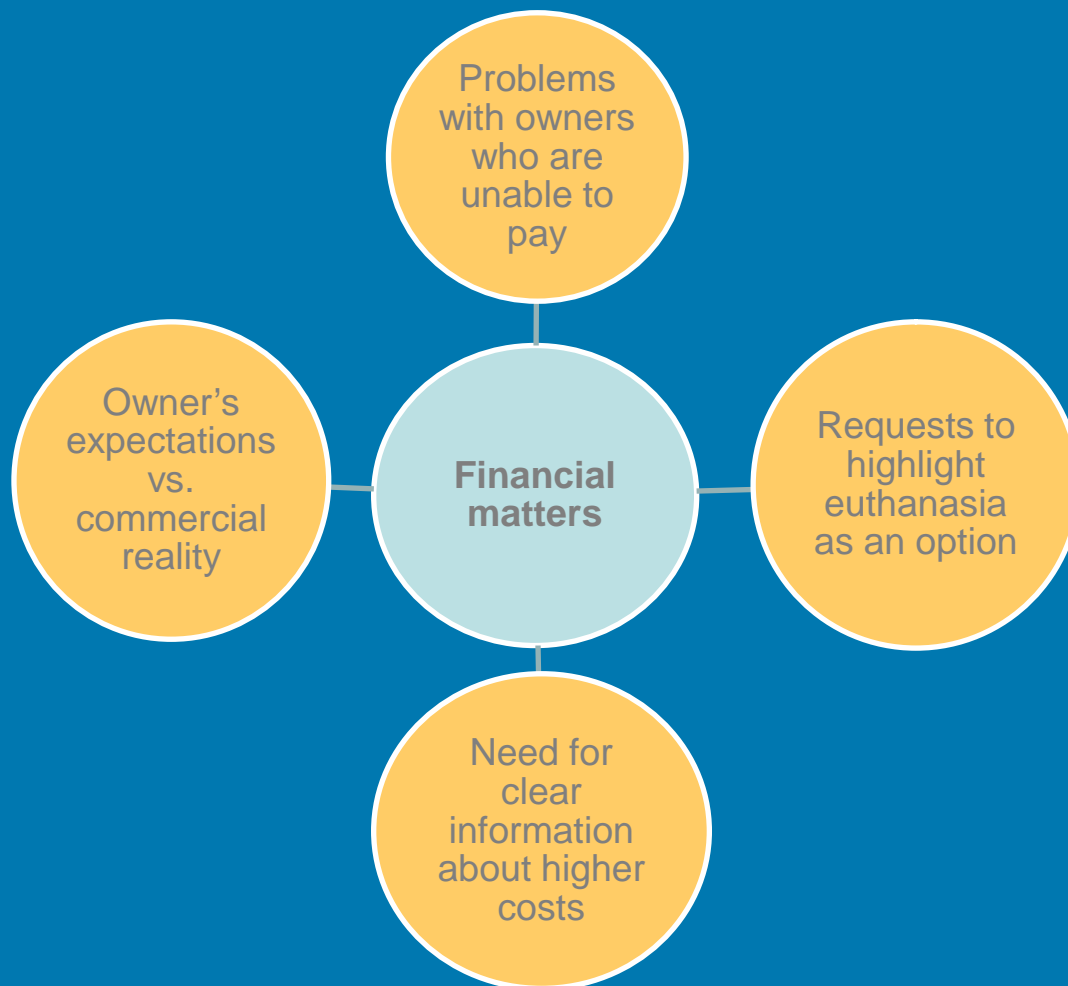 Problems
with owners
who are
unable to
pay
Owner’s
expectations
vs.
commercial
reality
Financial
matters
Requests to
highlight
euthanasia
as an option
Need for
clear
information
about higher
costs